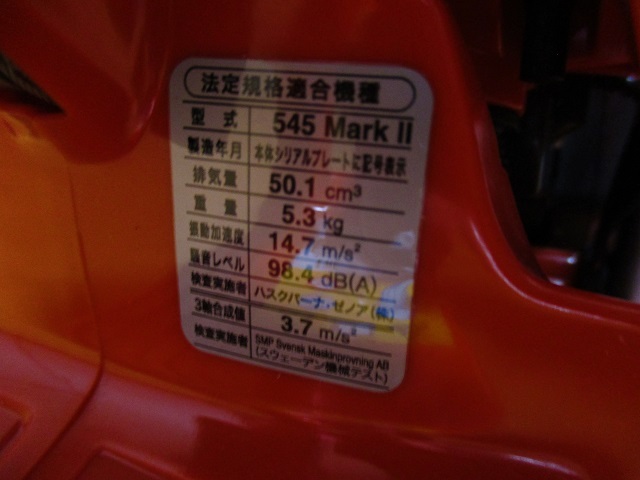 法定規格適合機種
型式 545 Mark II
製造年月 本体シリアルプレートに記号表示
排気量 50.1 cm³
重量 5.3 kg
振動加速度 14.7 m/s²
騒音レベル 98.4 dB(A)
検査実施者 ハスクバーナ・ゼノア(株)
3軸合成値 3.7 m/s²
検査実施者 SMP Svensk Maskinprovning AB
(スウェーデン機械テスト)